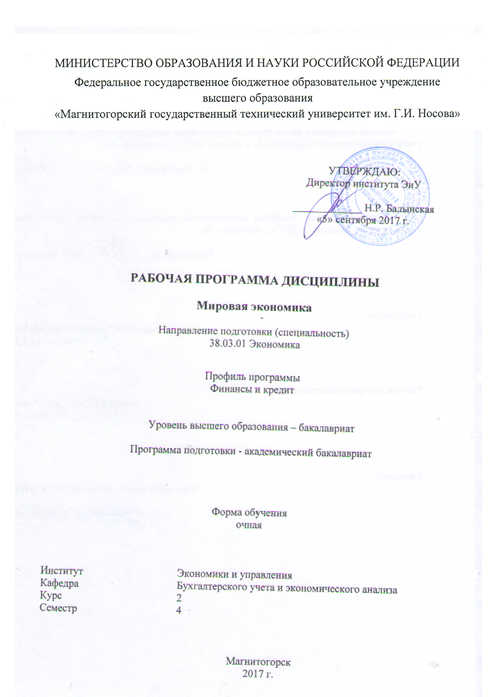 МИНИСТЕРСТВО ОБРАЗОВАНИЯ И НАУКИ РОССИЙСКОЙ ФЕДЕРАЦИИ
Федеральное государственное бюджетное образовательное учреждение
высшего образования
«Магнитогорский государственный технический университет им. Г.И. Носова»
УТВЕРЖДАЮ:
Директор института ЭиУ
Н.Р. Балынская
«5» сентября 2017 г.
РАБОЧАЯ ПРОГРАММА ДИСЦИПЛИНЫ
Мировая экономика
Направление подготовки (специальность)
38.03.01 Экономика
Профиль программы
Финансы и кредит
Уровень высшего образования – бакалавриат
Программа подготовки - академический бакалавриат
Форма обучения
очная
Институт Экономики и управления
Кафедра Бухгалтерского учета и экономического анализа
Курс 2
Семестр 4
Магнитогорск
2017 г.